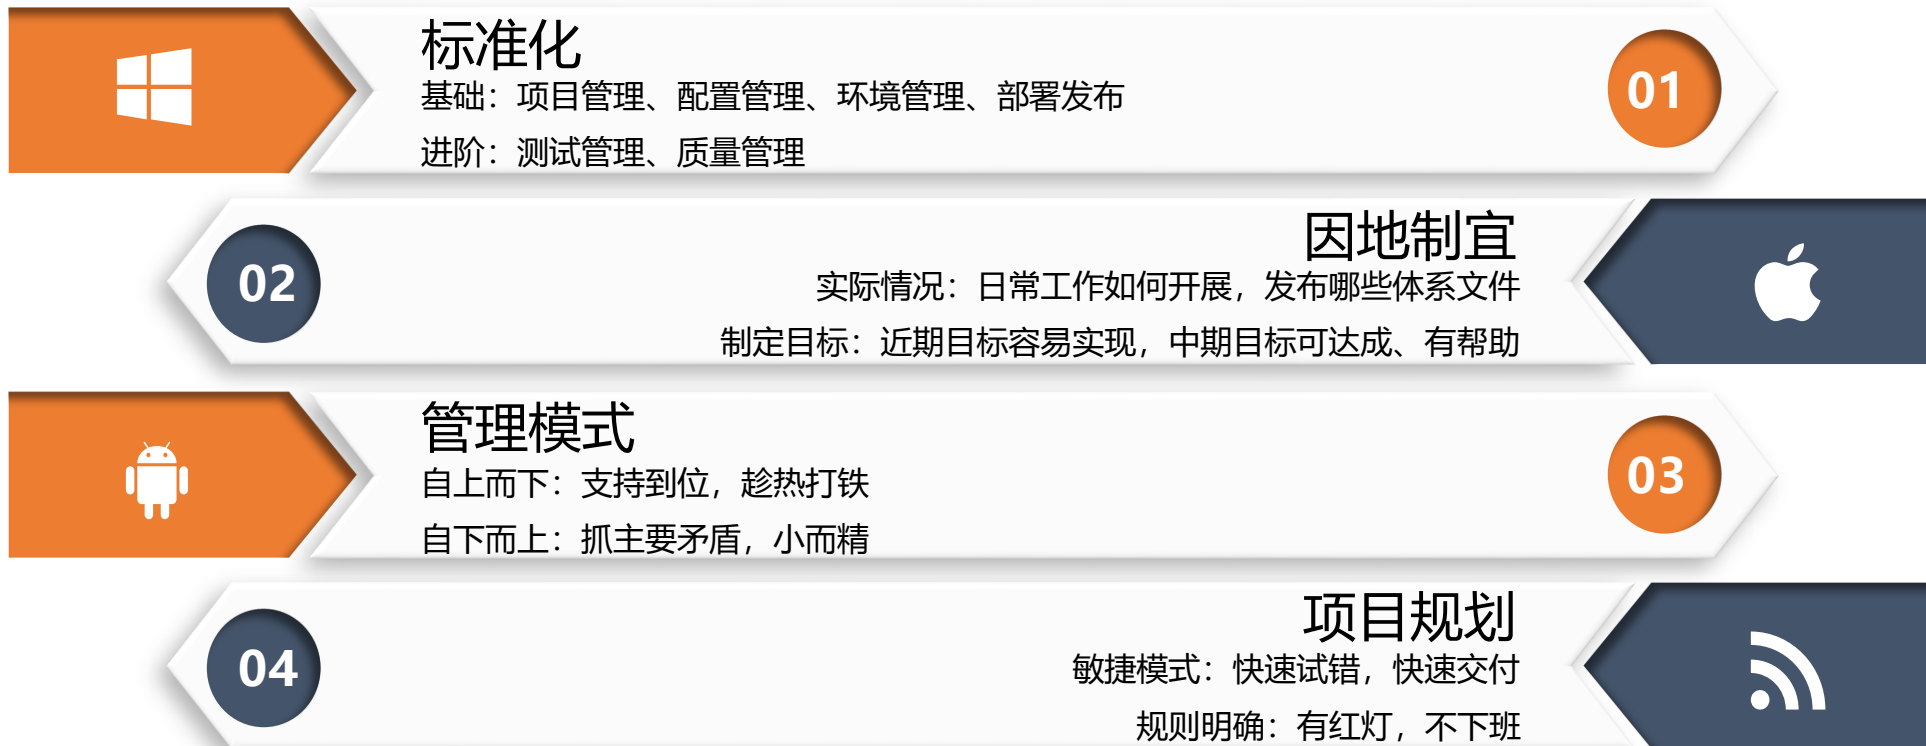 标准化
基础：项目管理、配置管理、环境管理、部署发布
进阶：测试管理、质量管理
01
因地制宜
02
实际情况：日常工作如何开展，发布哪些体系文件
制定目标：近期目标容易实现，中期目标可达成、有帮助
管理模式
自上而下：支持到位，趁热打铁
03
自下而上：抓主要矛盾，小而精
项目规划
04
敏捷模式：快速试错，快速交付
规则明确：有红灯，不下班